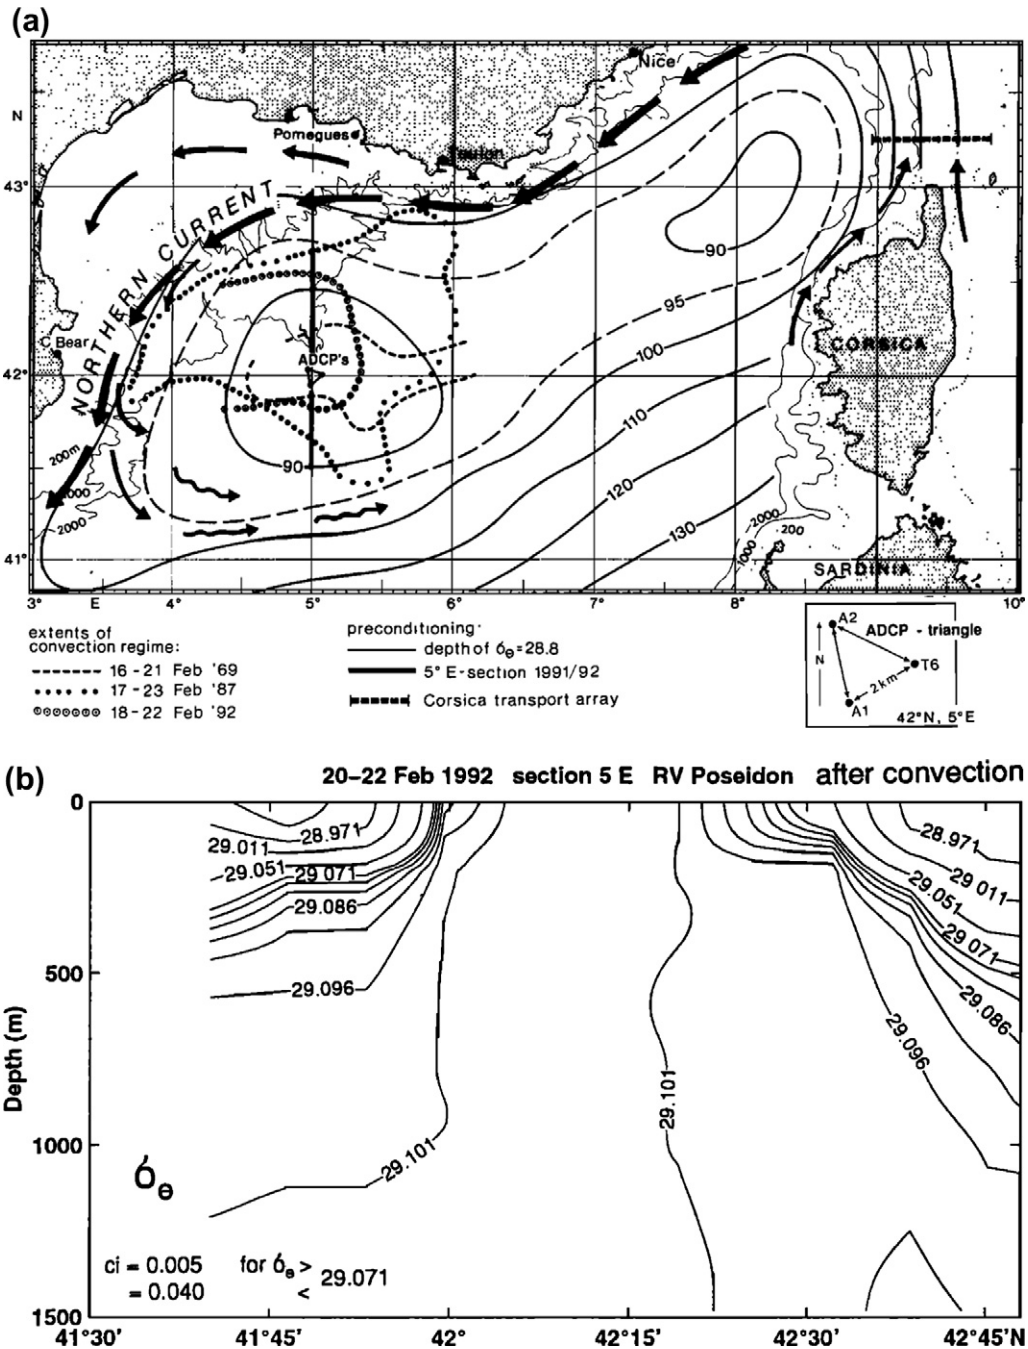 (a)
N
Nice
Pomegues
Toulon
43°
NORTHERN CURRENT
90
95
C Bear
ADCP's
100
CORSICA
42°
110
200m
90
120
1000
2000
130
2000
200
1000
41°
SARDINIA
3° E 4° 5° 6° 7° 8° 9° 10°
extents of
convection regime:
16 - 21 Feb '69
17 - 23 Feb '87
18 - 22 Feb '92
preconditioning:
depth of σθ = 28.8
5° E-section 1991/92
Corsica transport array
A2
ADCP - triangle
N
T6
2km
A1
42°N, 5°E
(b)
20–22 Feb 1992 section 5 E RV Poseidon after convection
0
28.971
28.971
29.011
29.051
29.071
29.011
29.051
29.086
29.071
500
29.096
29.086
29.096
Depth (m)
29.101
1000
29.101
σθ
ci = 0.005 for σθ > 29.071
= 0.040 <
1500
41°30' 41°45' 42° 42°15' 42°30' 42°45'N